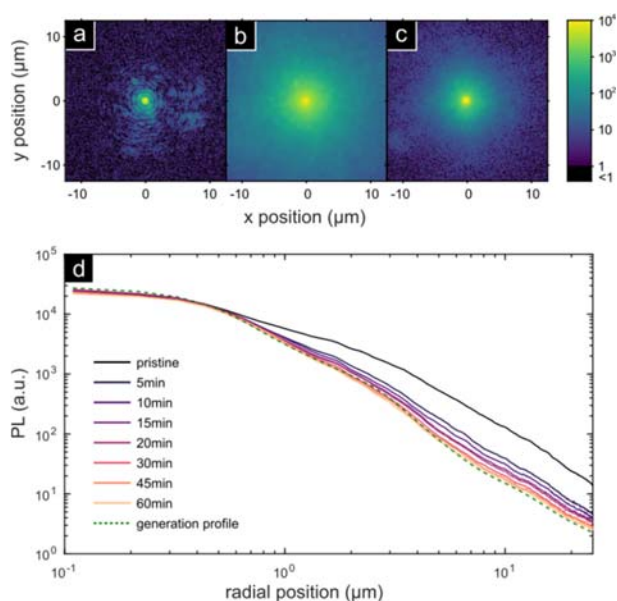 a
b
c
y position (µm)
10
0
-10
-10 0 10
-10 0 10
-10 0 10
x position (µm)
10⁴
10³
10²
10
1
<1
d
PL (a.u.)
10⁵
10⁴
10³
10²
10¹
10⁰
pristine
5min
10min
15min
20min
30min
45min
60min
generation profile
10⁻¹ 10⁰ 10¹
radial position (µm)